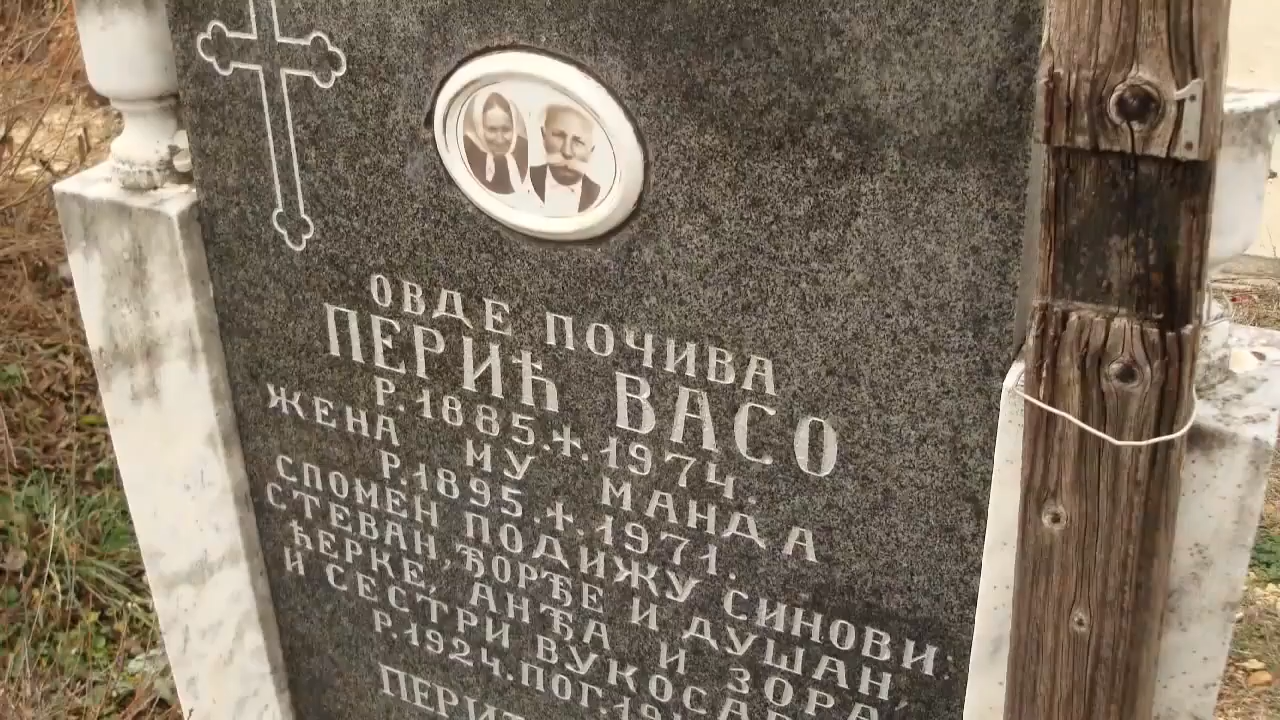 ОВДЕ ПОЧИВА
ПЕРИЋ ВАСО
Р.1885.+.1974.
ЖЕНА МУ МАНДА
Р.1895.+.1971.
СПОМЕН ПОДИЖУ СИНОВИ:
СТЕВАН, ЂОРЂЕ И ДУШАН,
ЋЕРКЕ, АНЂА И ЗОРА,
И СЕСТРИ
Р.1924.ПОГ.